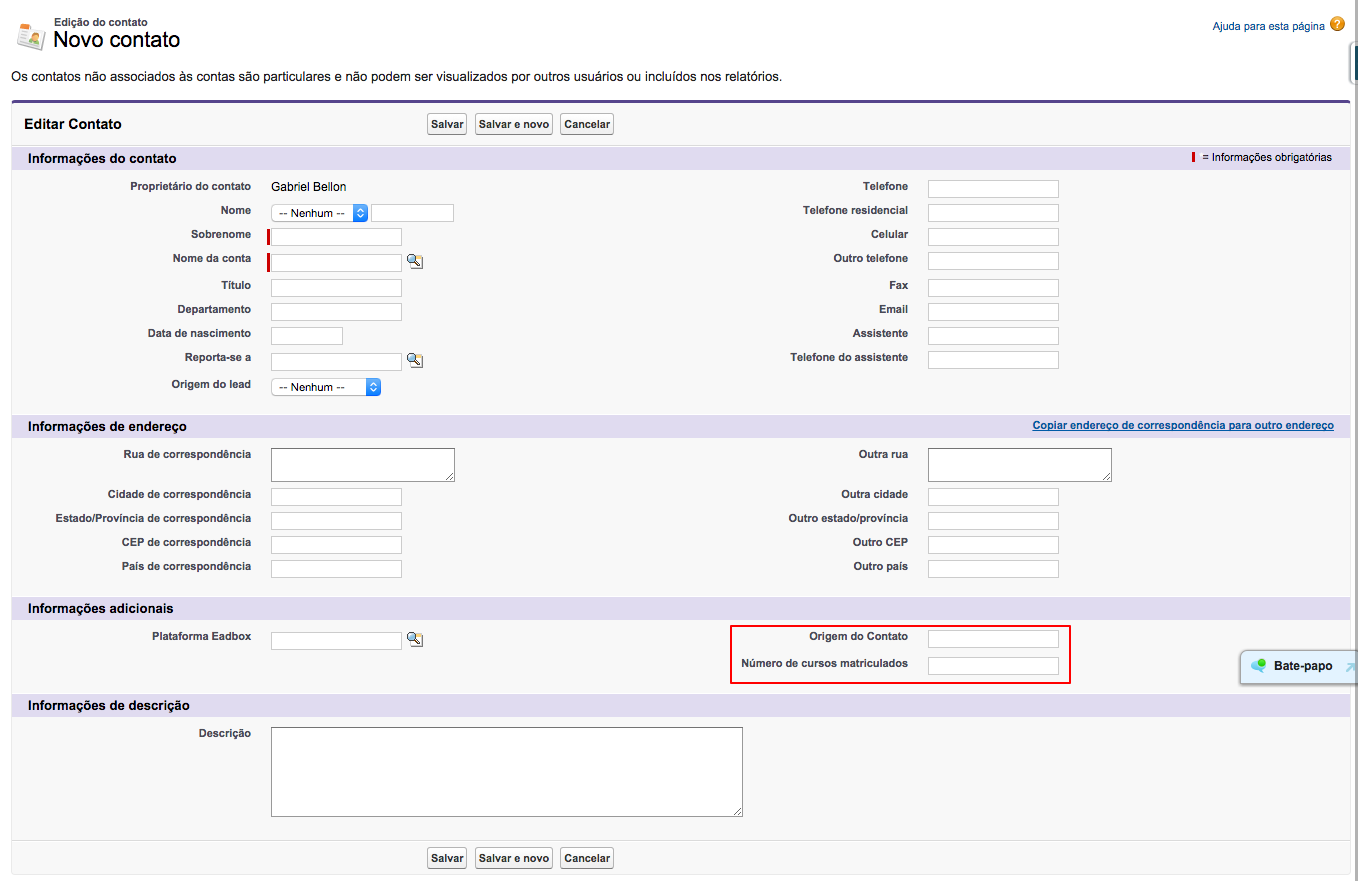 Edição do contato
Novo contato
Ajuda para esta página ?
Os contatos não associados às contas são particulares e não podem ser visualizados por outros usuários ou incluídos nos relatórios.
Editar Contato
Salvar
Salvar e novo
Cancelar
Informações do contato
= Informações obrigatórias
Proprietário do contato
Gabriel Bellon
Nome
-- Nenhum --
Sobrenome
Nome da conta
Título
Departamento
Data de nascimento
Reporta-se a
Origem do lead
-- Nenhum --
Telefone
Telefone residencial
Celular
Outro telefone
Fax
Email
Assistente
Telefone do assistente
Informações de endereço
Copiar endereço de correspondência para outro endereço
Rua de correspondência
Cidade de correspondência
Estado/Província de correspondência
CEP de correspondência
País de correspondência
Outra rua
Outra cidade
Outro estado/província
Outro CEP
Outro país
Informações adicionais
Plataforma Eadbox
Origem do Contato
Número de cursos matriculados
Bate-papo
Informações de descrição
Descrição
Salvar
Salvar e novo
Cancelar